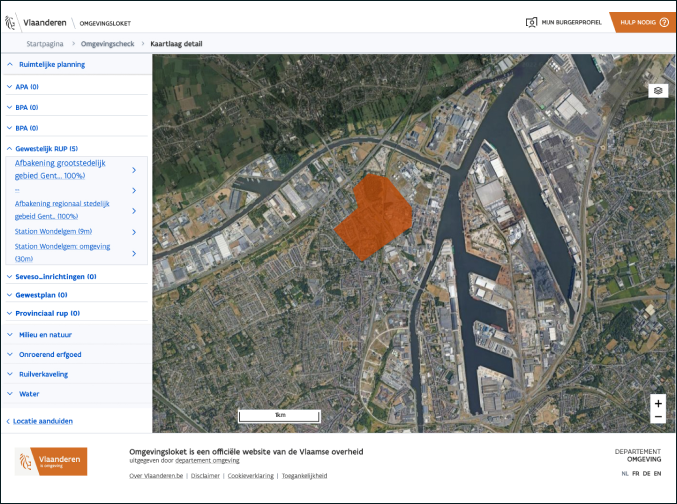 Vlaanderen
OMGEVINGSLOKET
MIJN BURGERPROFIEL
HULP NODIG ?
Startpagina > Omgevingscheck > Kaartlaag detail
Ruimtelijke planning
APA (0)
BPA (0)
BPA (0)
Gewestelijk RUP (5)
Afbakening grootstedelijk
gebied Gent... 100%)
...
Afbakening regionaal stedelijk
gebeid Gent.. (100%)
Station Wondelgem (9m)
Station Wondelgem: omgeving
(30m)
Seveso_inrichtingen (0)
Gewestplan (0)
Provinciaal rup (0)
Milieu en natuur
Onroerend erfgoed
Ruilverkaveling
Water
Locatie aanduiden
1km
+
−
Vlaanderen
is omgeving
Omgevingsloket is een officiële website van de Vlaamse overheid
uitgegeven door departement omgeving
Over Vlaanderen.be | Disclaimer | Cookieverklaring | Toegankelijkheid
DEPARTEMENT
OMGEVING
NL FR DE EN